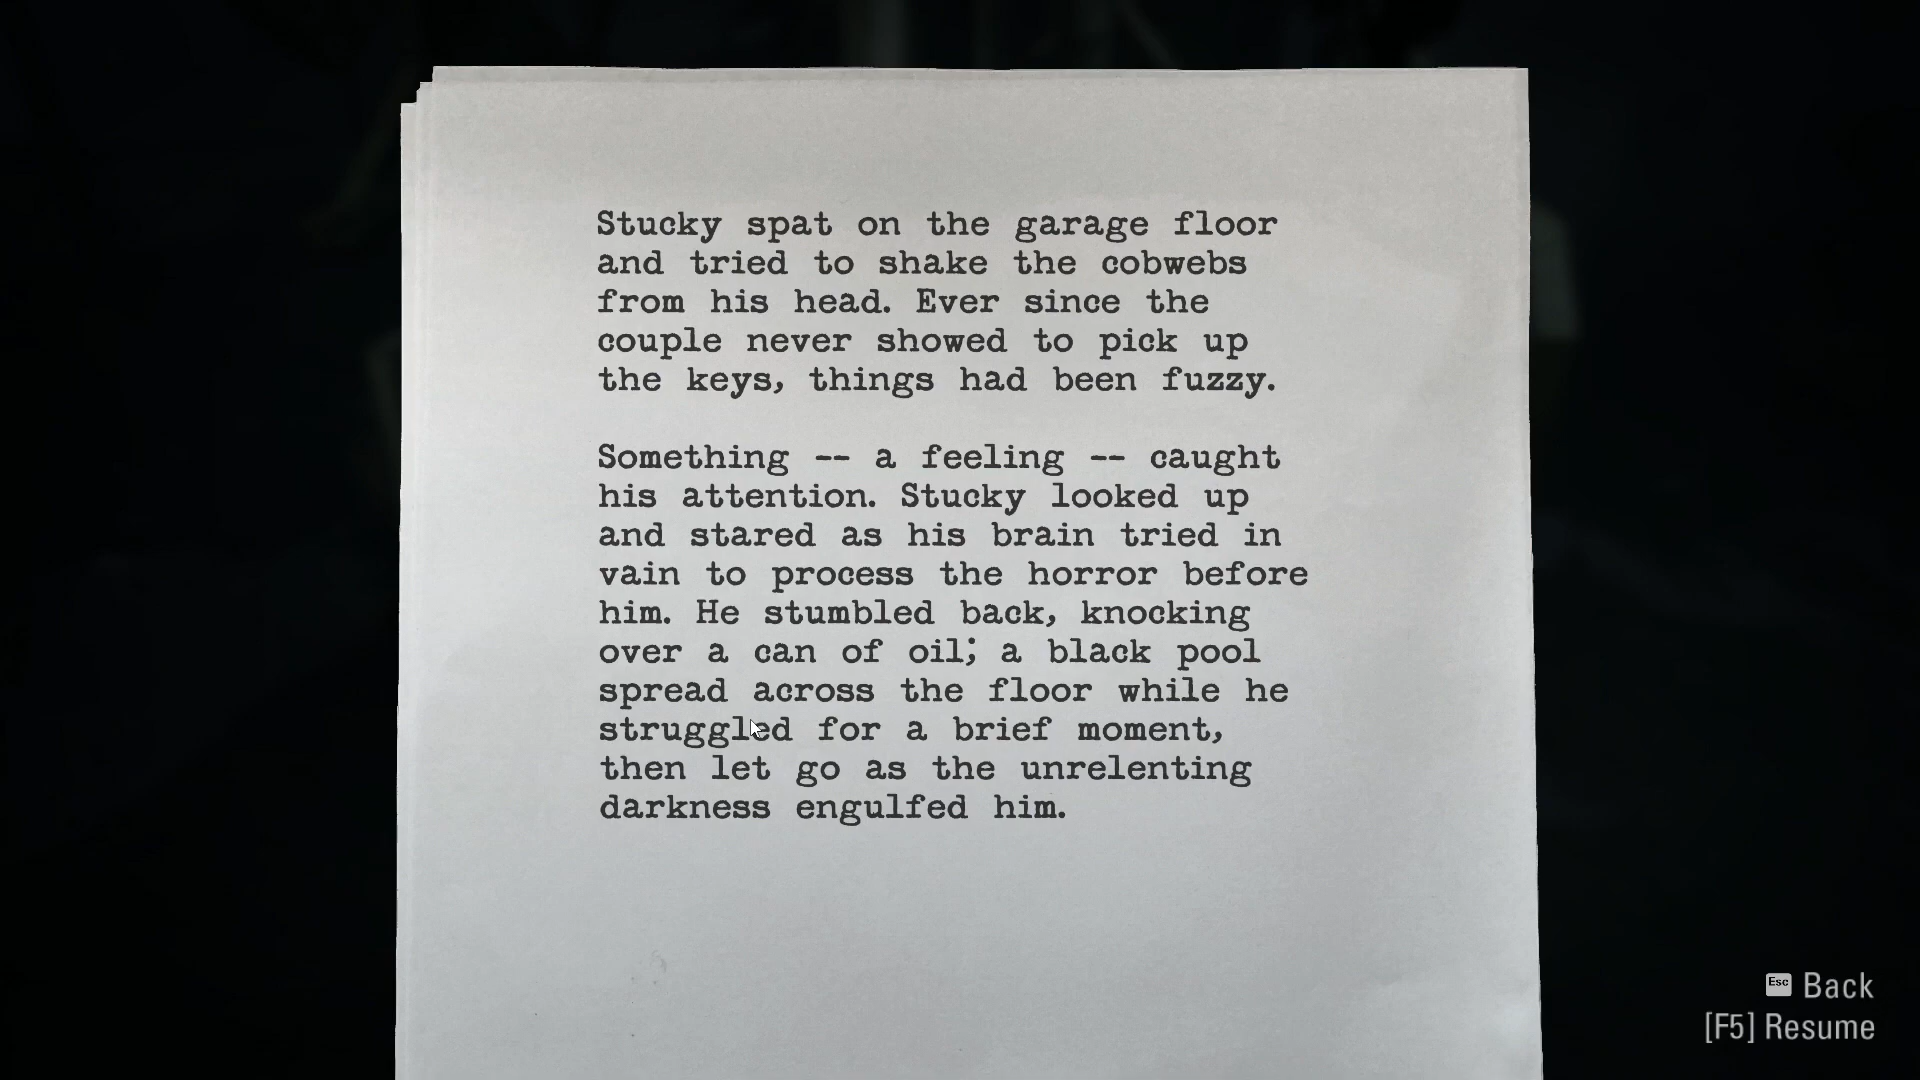 Stucky spat on the garage floor
and tried to shake the cobwebs
from his head. Ever since the
couple never showed to pick up
the keys, things had been fuzzy.
Something -- a feeling -- caught
his attention. Stucky looked up
and stared as his brain tried in
vain to process the horror before
him. He stumbled back, knocking
over a can of oil; a black pool
spread across the floor while he
struggled for a brief moment,
then let go as the unrelenting
darkness engulfed him.
Esc Back
[F5] Resume